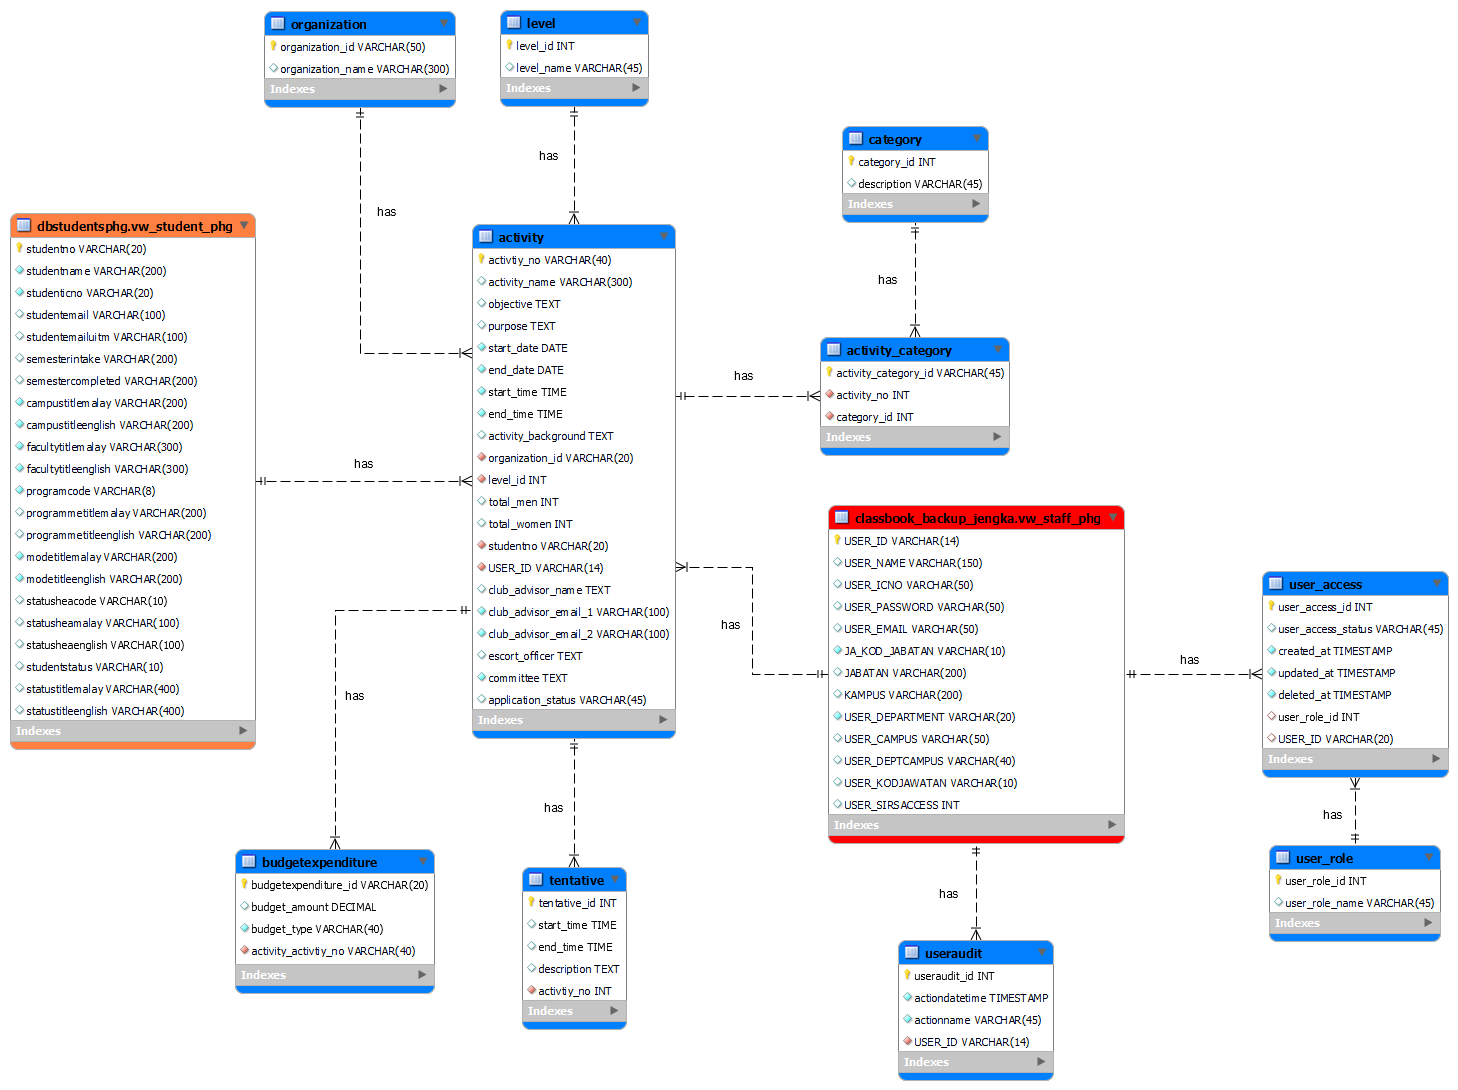 organization
organization_id VARCHAR(50)
organization_name VARCHAR(300)
Indexes
level
level_id INT
level_name VARCHAR(45)
Indexes
has
has
category
category_id INT
description VARCHAR(45)
Indexes
has
dbstudentsphg.vw_student_phg
studentno VARCHAR(20)
studentname VARCHAR(200)
studenticno VARCHAR(20)
studentemail VARCHAR(100)
studentemailuitm VARCHAR(100)
semesterintake VARCHAR(200)
semestercompleted VARCHAR(200)
campustitlemalay VARCHAR(200)
campustitleenglish VARCHAR(200)
facultytitlemalay VARCHAR(300)
facultytitleenglish VARCHAR(300)
programcode VARCHAR(8)
programmetitlemalay VARCHAR(200)
programmetitleenglish VARCHAR(200)
modetitlemalay VARCHAR(200)
modetitleenglish VARCHAR(200)
statusheacode VARCHAR(10)
statusheamalay VARCHAR(100)
statusheaenglish VARCHAR(100)
studentstatus VARCHAR(10)
statustitlemalay VARCHAR(400)
statustitleenglish VARCHAR(400)
Indexes
has
activity
activtiy_no VARCHAR(40)
activity_name VARCHAR(300)
objective TEXT
purpose TEXT
start_date DATE
end_date DATE
start_time TIME
end_time TIME
activity_background TEXT
organization_id VARCHAR(20)
level_id INT
total_men INT
total_women INT
studentno VARCHAR(20)
USER_ID VARCHAR(14)
club_advisor_name TEXT
club_advisor_email_1 VARCHAR(100)
club_advisor_email_2 VARCHAR(100)
escort_officer TEXT
committee TEXT
application_status VARCHAR(45)
Indexes
has
activity_category
activity_category_id VARCHAR(45)
activity_no INT
category_id INT
Indexes
has
classbook_backup_jengka.vw_staff_phg
USER_ID VARCHAR(14)
USER_NAME VARCHAR(150)
USER_ICNO VARCHAR(50)
USER_PASSWORD VARCHAR(50)
USER_EMAIL VARCHAR(50)
JA_KOD_JABATAN VARCHAR(10)
JABATAN VARCHAR(200)
KAMPUS VARCHAR(200)
USER_DEPARTMENT VARCHAR(20)
USER_CAMPUS VARCHAR(50)
USER_DEPTCAMPUS VARCHAR(40)
USER_KODJAWATAN VARCHAR(10)
USER_SIRSACCESS INT
Indexes
has
user_access
user_access_id INT
user_access_status VARCHAR(45)
created_at TIMESTAMP
updated_at TIMESTAMP
deleted_at TIMESTAMP
user_role_id INT
USER_ID VARCHAR(20)
Indexes
has
user_role
user_role_id INT
user_role_name VARCHAR(45)
Indexes
has
budgetexpenditure
budgetexpenditure_id VARCHAR(20)
budget_amount DECIMAL
budget_type VARCHAR(40)
activity_activtiy_no VARCHAR(40)
Indexes
has
tentative
tentative_id INT
start_time TIME
end_time TIME
description TEXT
activtiy_no INT
Indexes
has
useraudit
useraudit_id INT
actiondatetime TIMESTAMP
actionname VARCHAR(45)
USER_ID VARCHAR(14)
Indexes